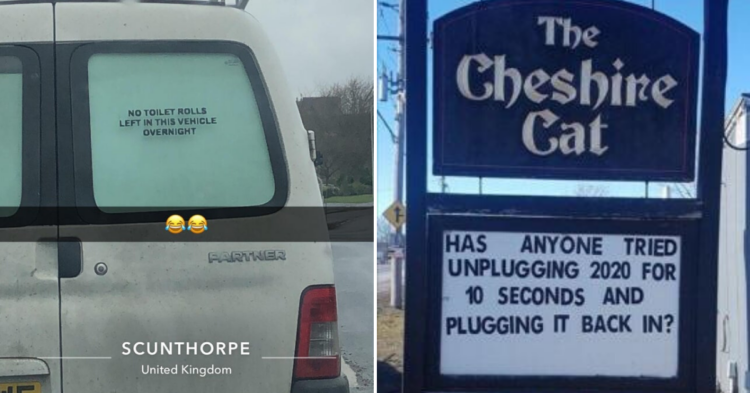 NO TOILET ROLLS
LEFT IN THIS VEHICLE
OVERNIGHT
😂😂
PARTNER
SCUNTHORPE
United Kingdom
The
Cheshire
Cat
HAS ANYONE TRIED
UNPLUGGING 2020 FOR
10 SECONDS AND
PLUGGING IT BACK IN?